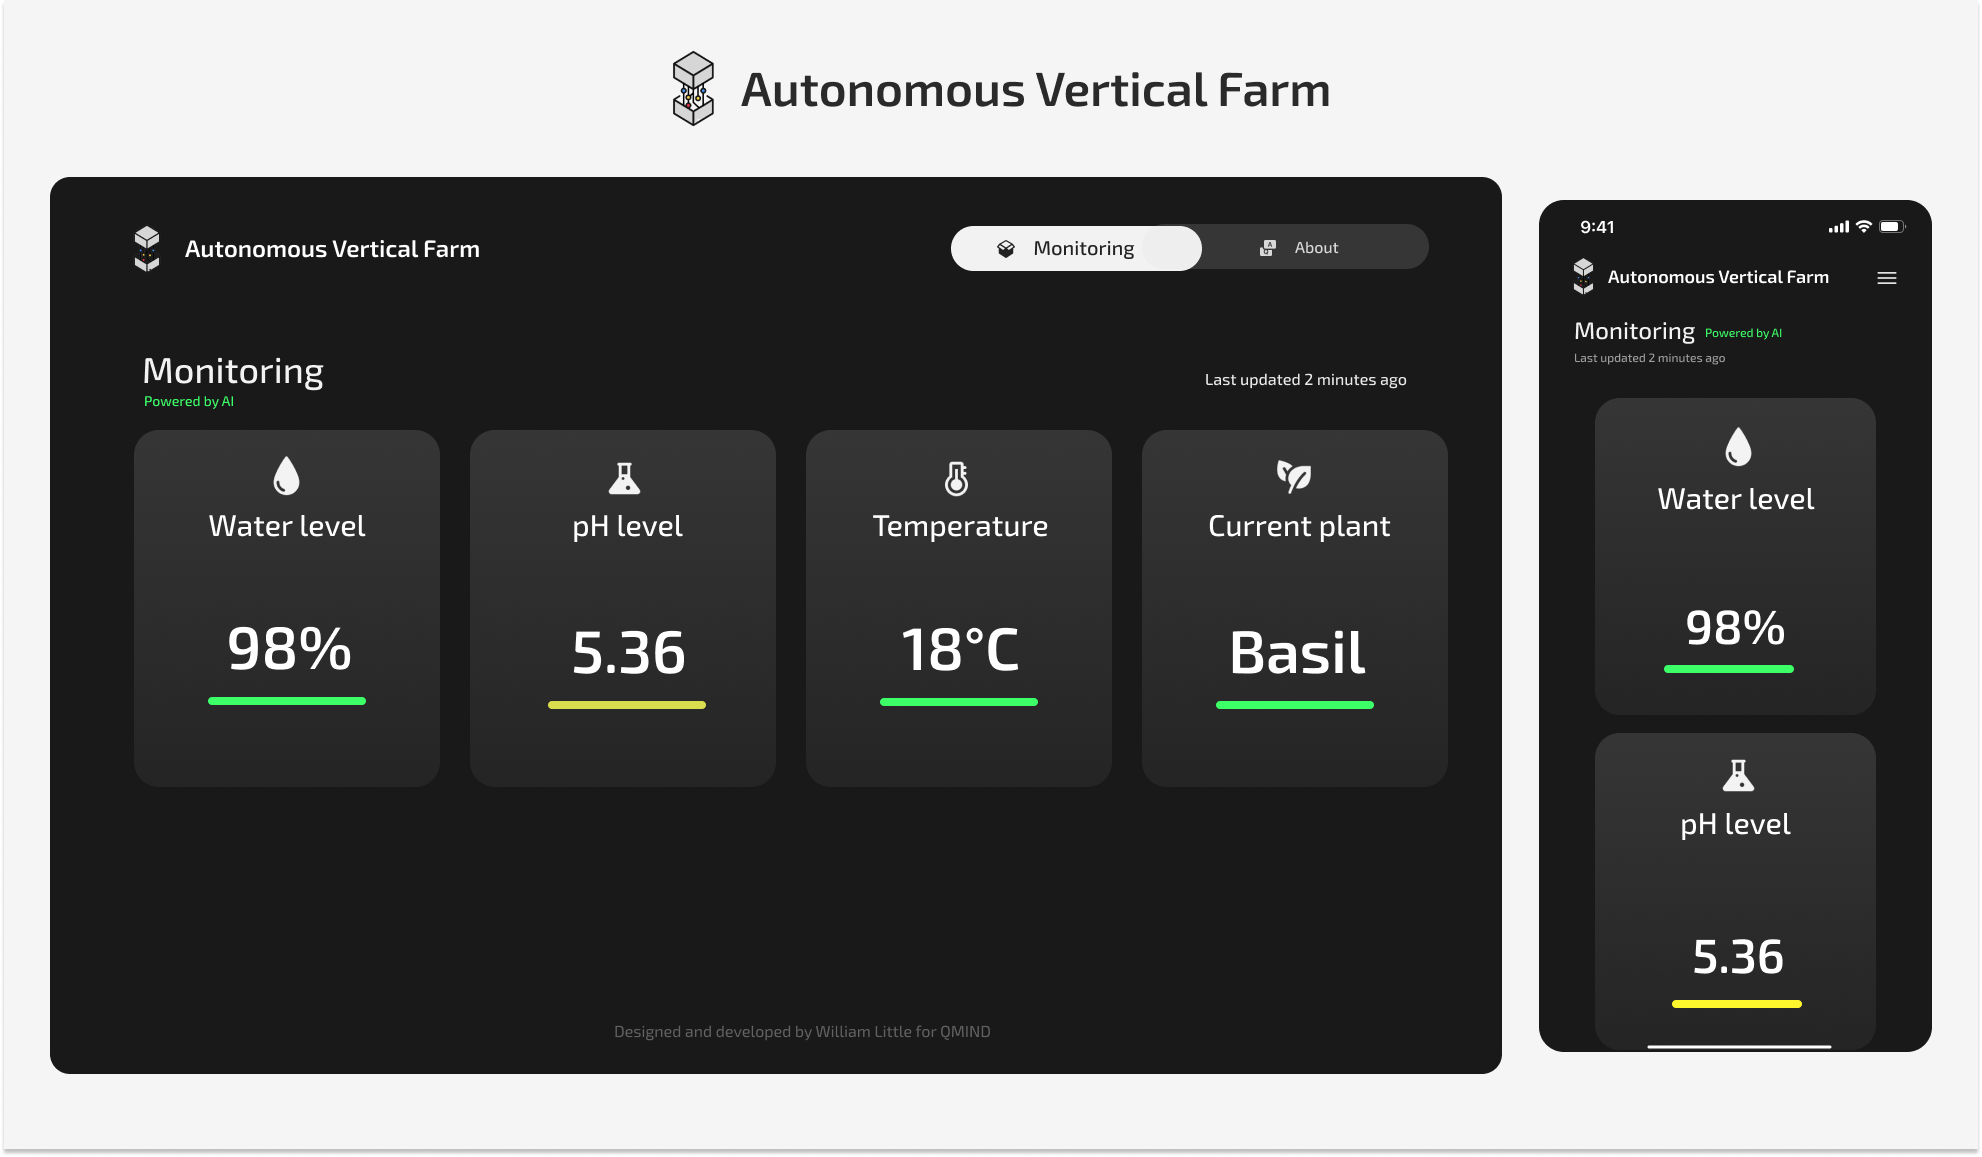 Autonomous Vertical Farm
Autonomous Vertical Farm
Monitoring
About
Monitoring
Powered by AI
Last updated 2 minutes ago
Water level
98%
pH level
5.36
Temperature
18°C
Current plant
Basil
Designed and developed by William Little for QMIND
9:41
Autonomous Vertical Farm
Monitoring Powered by AI
Last updated 2 minutes ago
Water level
98%
pH level
5.36